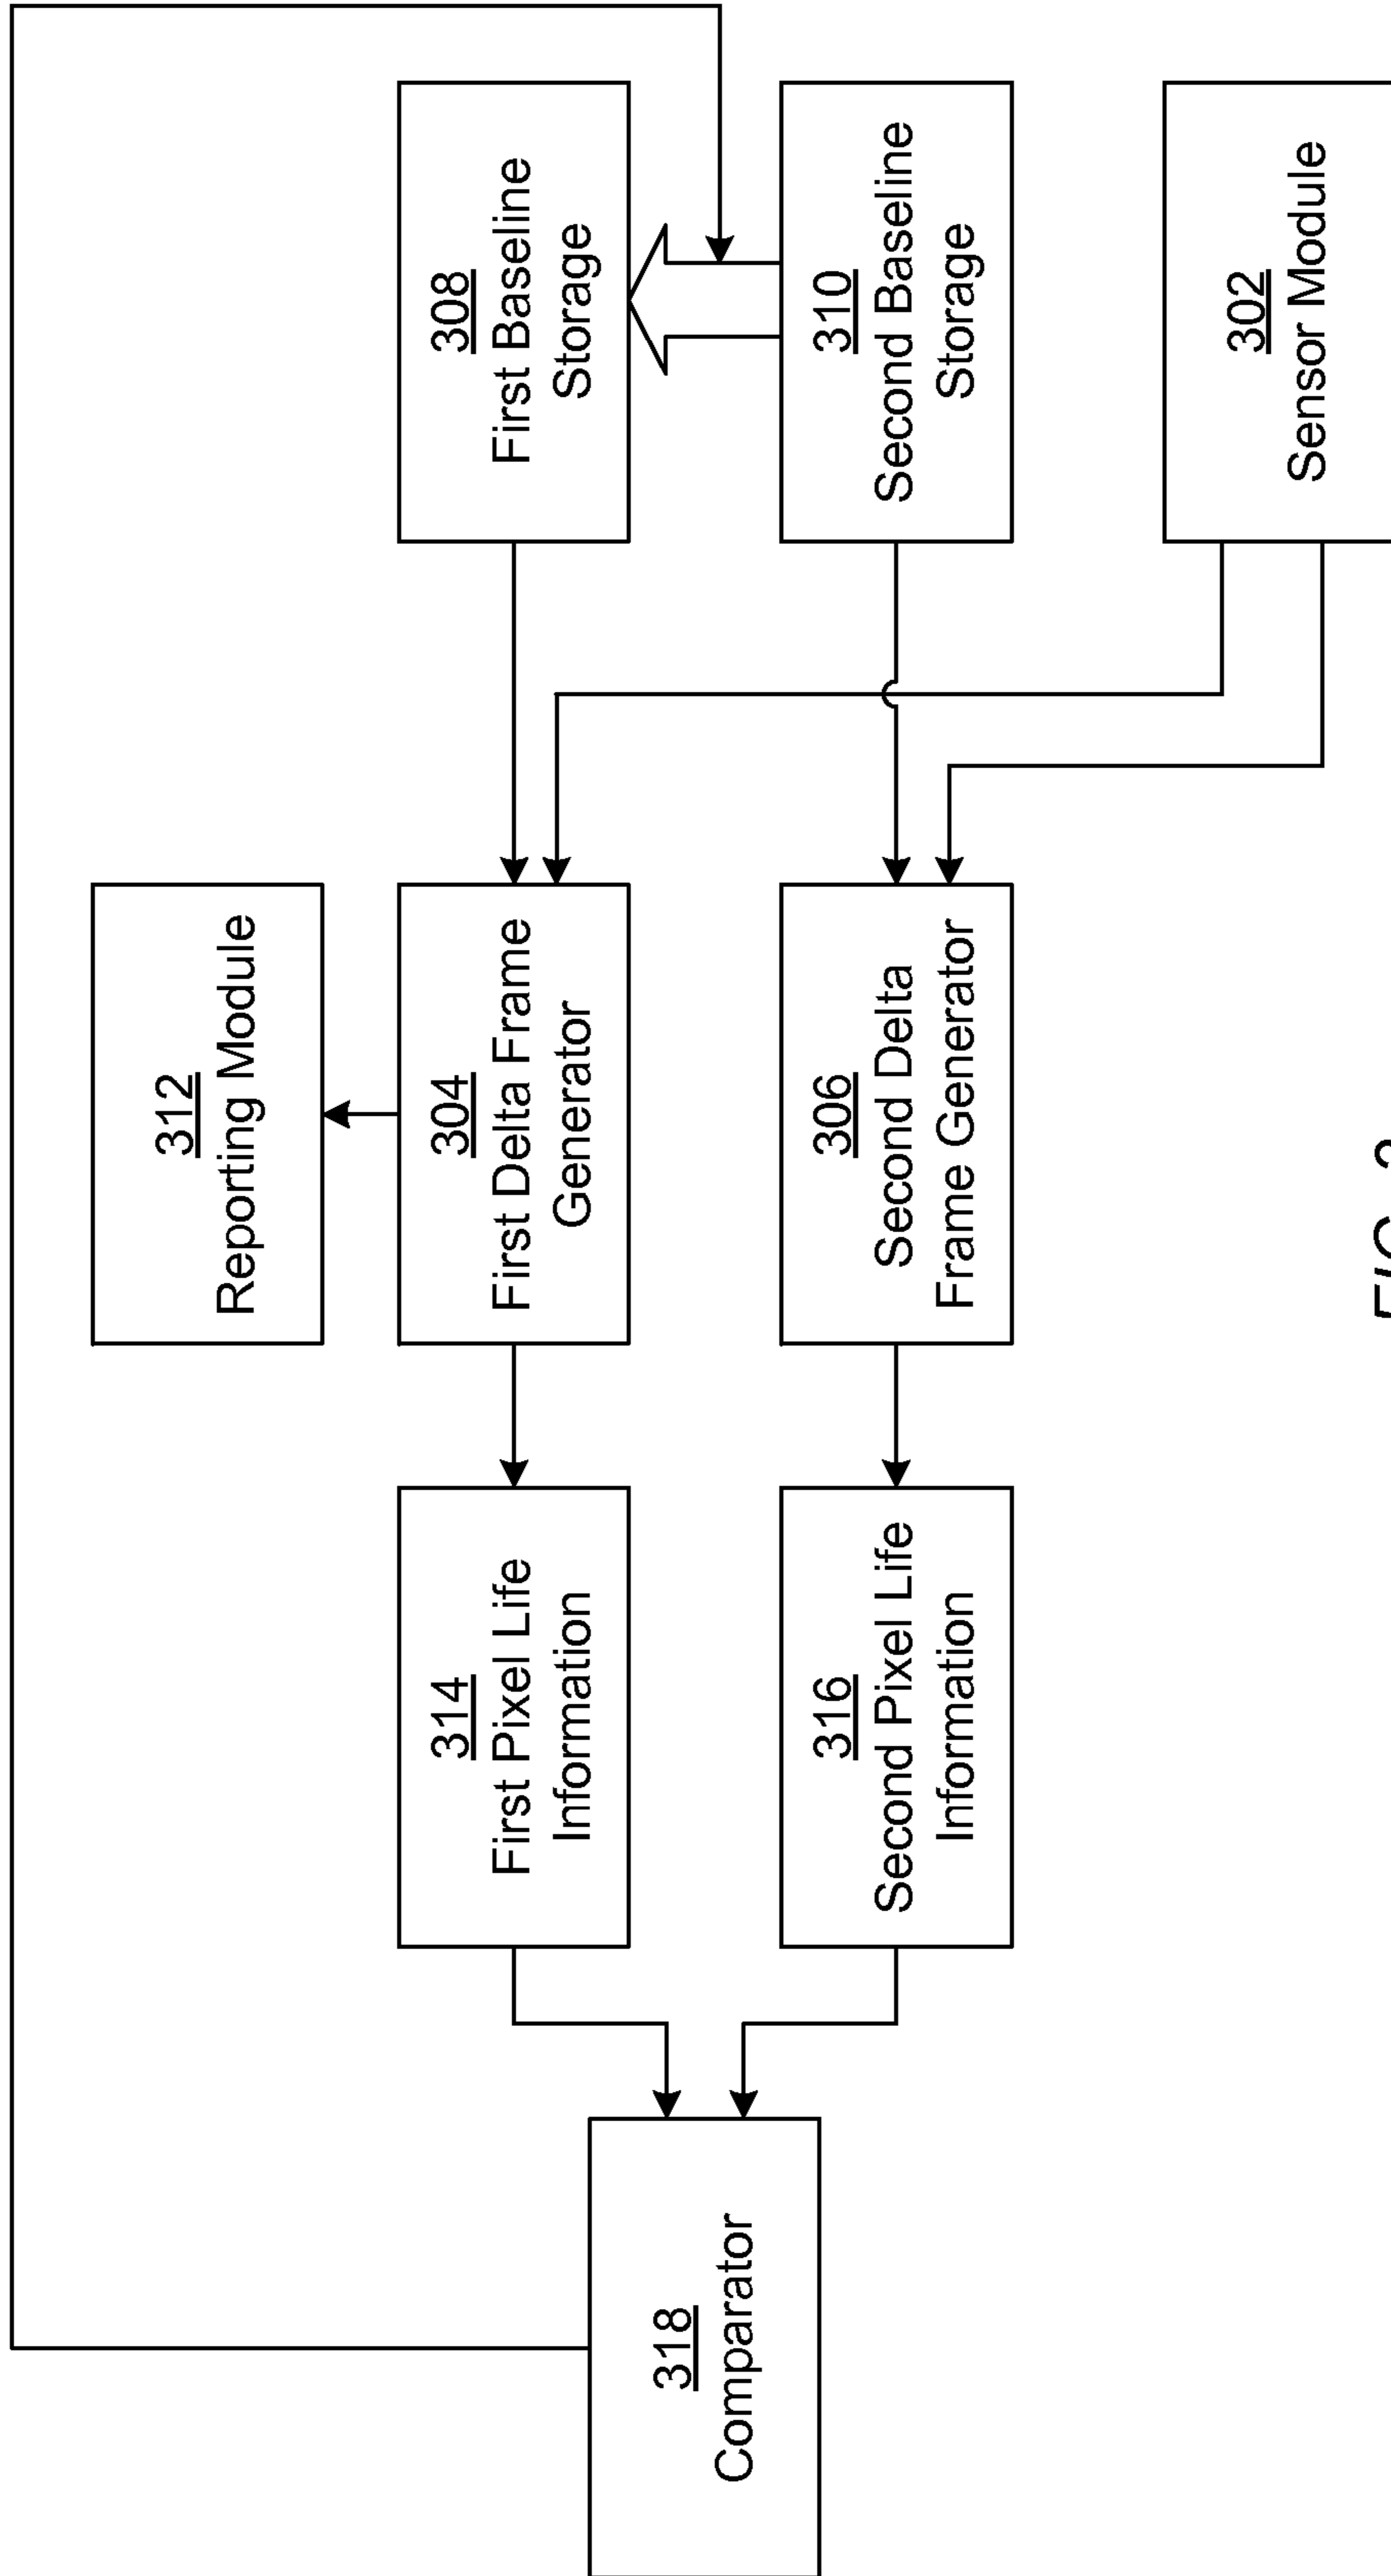 312
Reporting Module
314
First Pixel Life
Information
304
First Delta Frame
Generator
308
First Baseline
Storage
318
Comparator
316
Second Pixel Life
Information
306
Second Delta
Frame Generator
310
Second Baseline
Storage
302
Sensor Module
FIG.